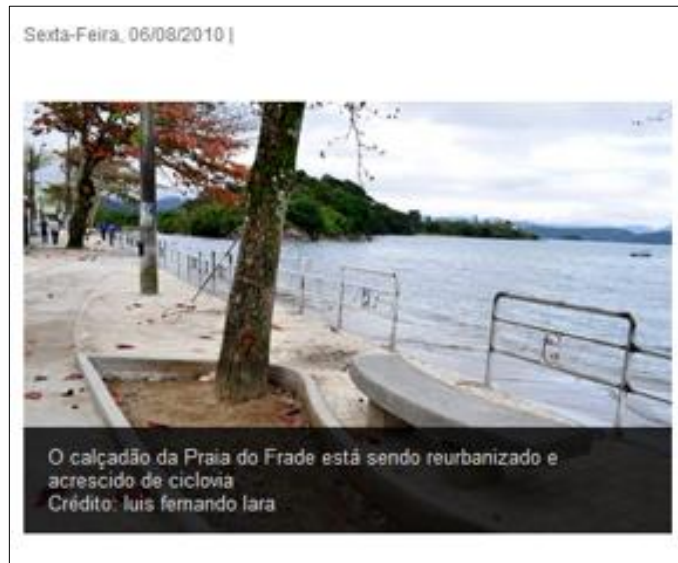 Sexta-Feira, 06/08/2010 |
O calçadão da Praia do Frade está sendo reurbanizado e
acrescido de ciclovia
Crédito: luis fernando lara